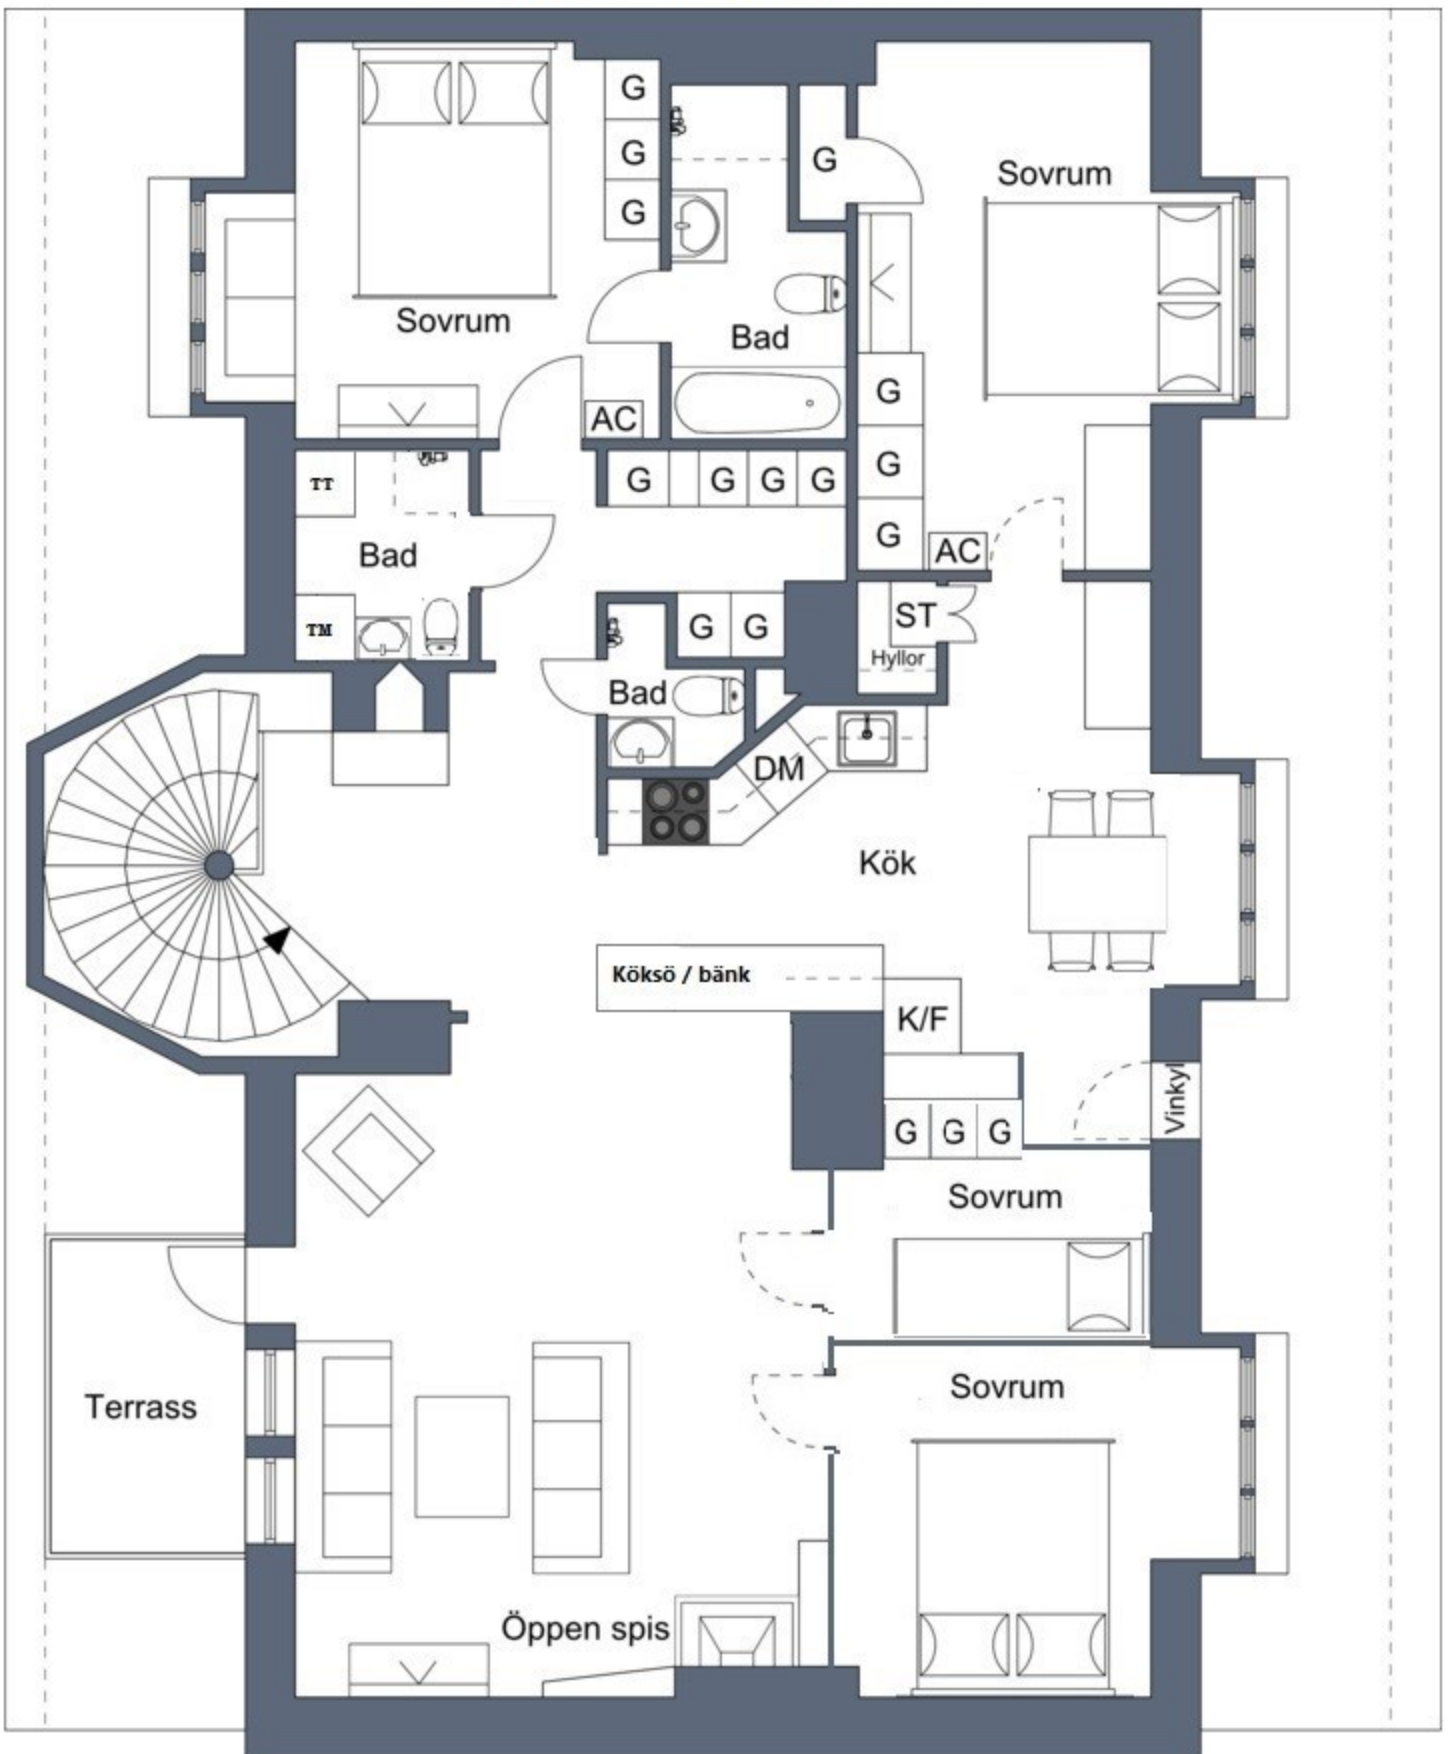 G
G
G
G
Sovrum
Sovrum
Bad
AC
G
G
G
G
G
G
G
TT
Bad
AC
TM
ST
G
G
Hyllor
Bad
DM
Kök
Köksö / bänk
K/F
Vinkyl
G
G
G
Sovrum
Sovrum
Terrass
Öppen spis